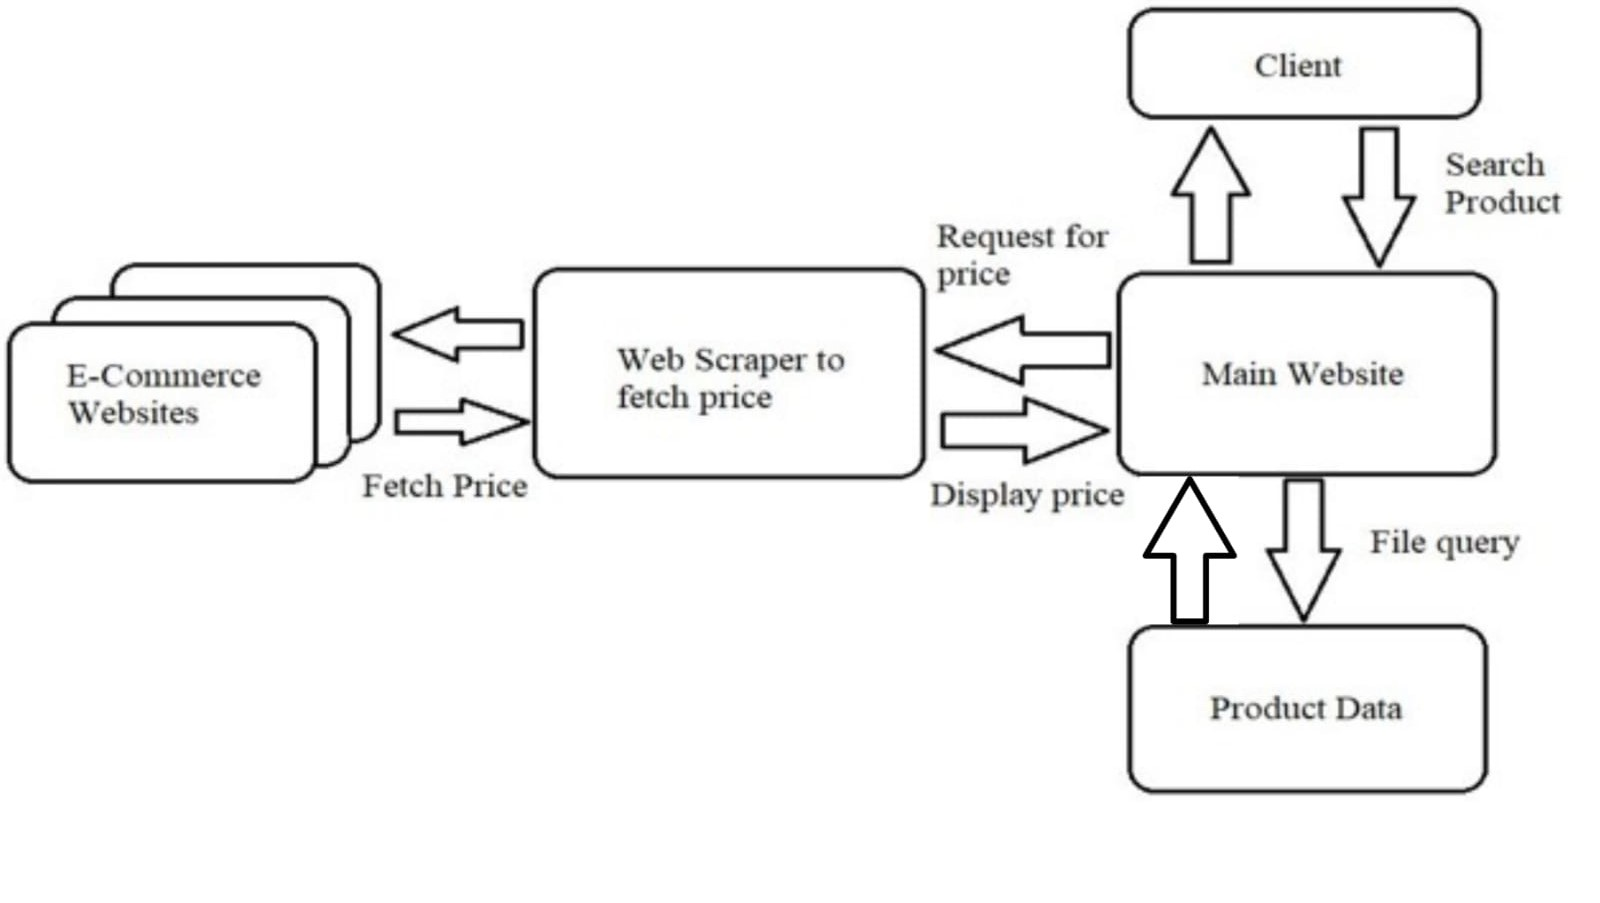 Client
Search
Product
Request for
price
E-Commerce
Websites
Web Scraper to
fetch price
Main Website
Fetch Price
Display price
File query
Product Data